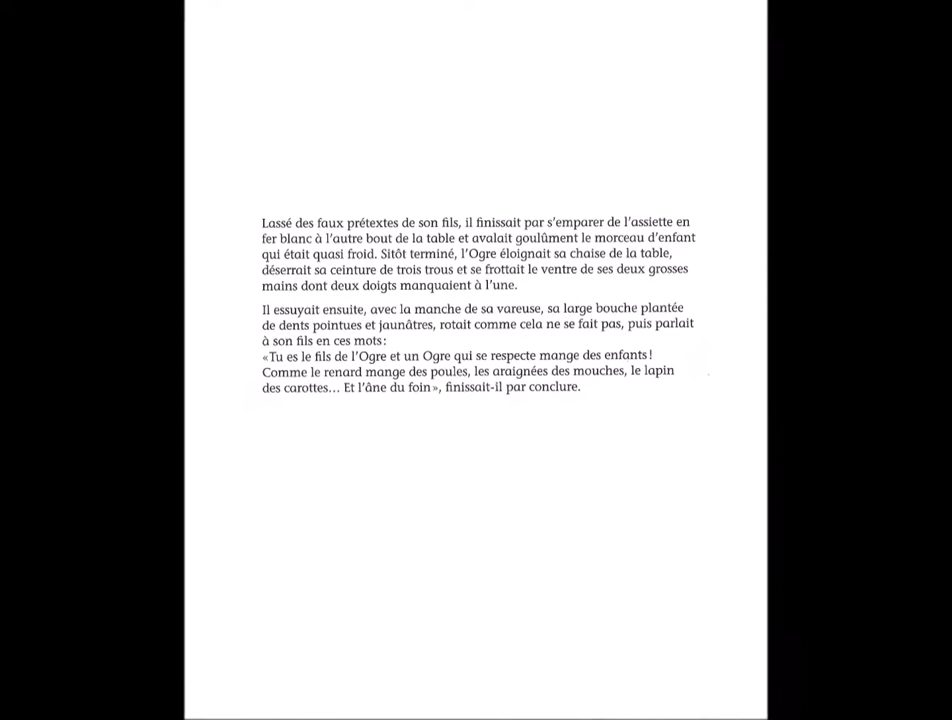 Lassé des faux prétextes de son fils, il finissait par s'emparer de l'assiette en
fer blanc à l'autre bout de la table et avalait goulûment le morceau d'enfant
qui était quasi froid. Sitôt terminé, l'Ogre éloignait sa chaise de la table,
déserrait sa ceinture de trois trous et se frottait le ventre de ses deux grosses
mains dont deux doigts manquaient à l'une.
Il essuyait ensuite, avec la manche de sa vareuse, sa large bouche plantée
de dents pointues et jaunâtres, rotait comme cela ne se fait pas, puis parlait
à son fils en ces mots:
«Tu es le fils de l'Ogre et un Ogre qui se respecte mange des enfants!
Comme le renard mange des poules, les araignées des mouches, le lapin
des carottes... Et l'âne du foin», finissait-il par conclure.